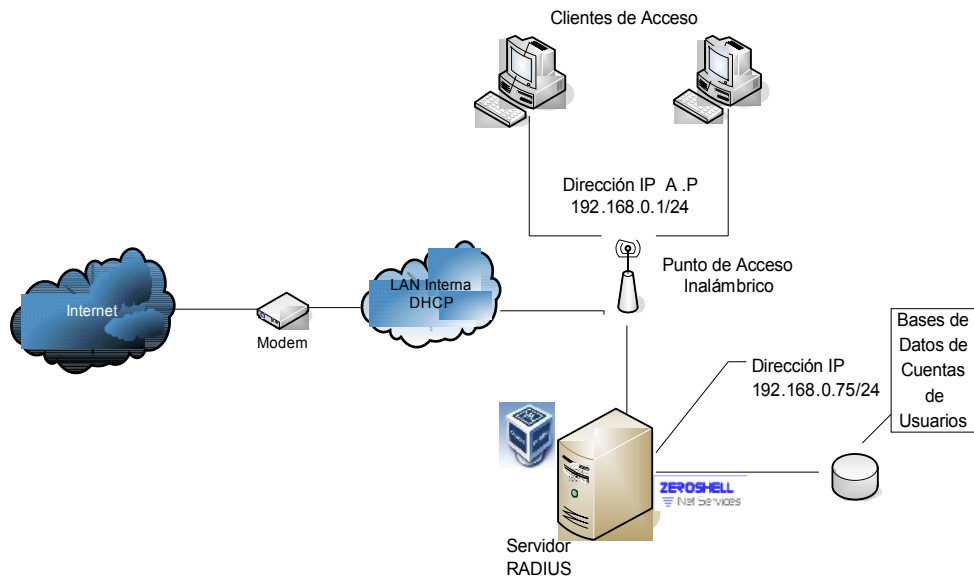 Clientes de Acceso
Dirección IP A .P
192.168.0.1/24
Punto de Acceso
Inalámbrico
LAN Interna
DHCP
Internet
Modem
Bases de
Datos de
Cuentas
de
Usuarios
Dirección IP
192.168.0.75/24
ZEROSHELL
Net Services
Servidor
RADIUS